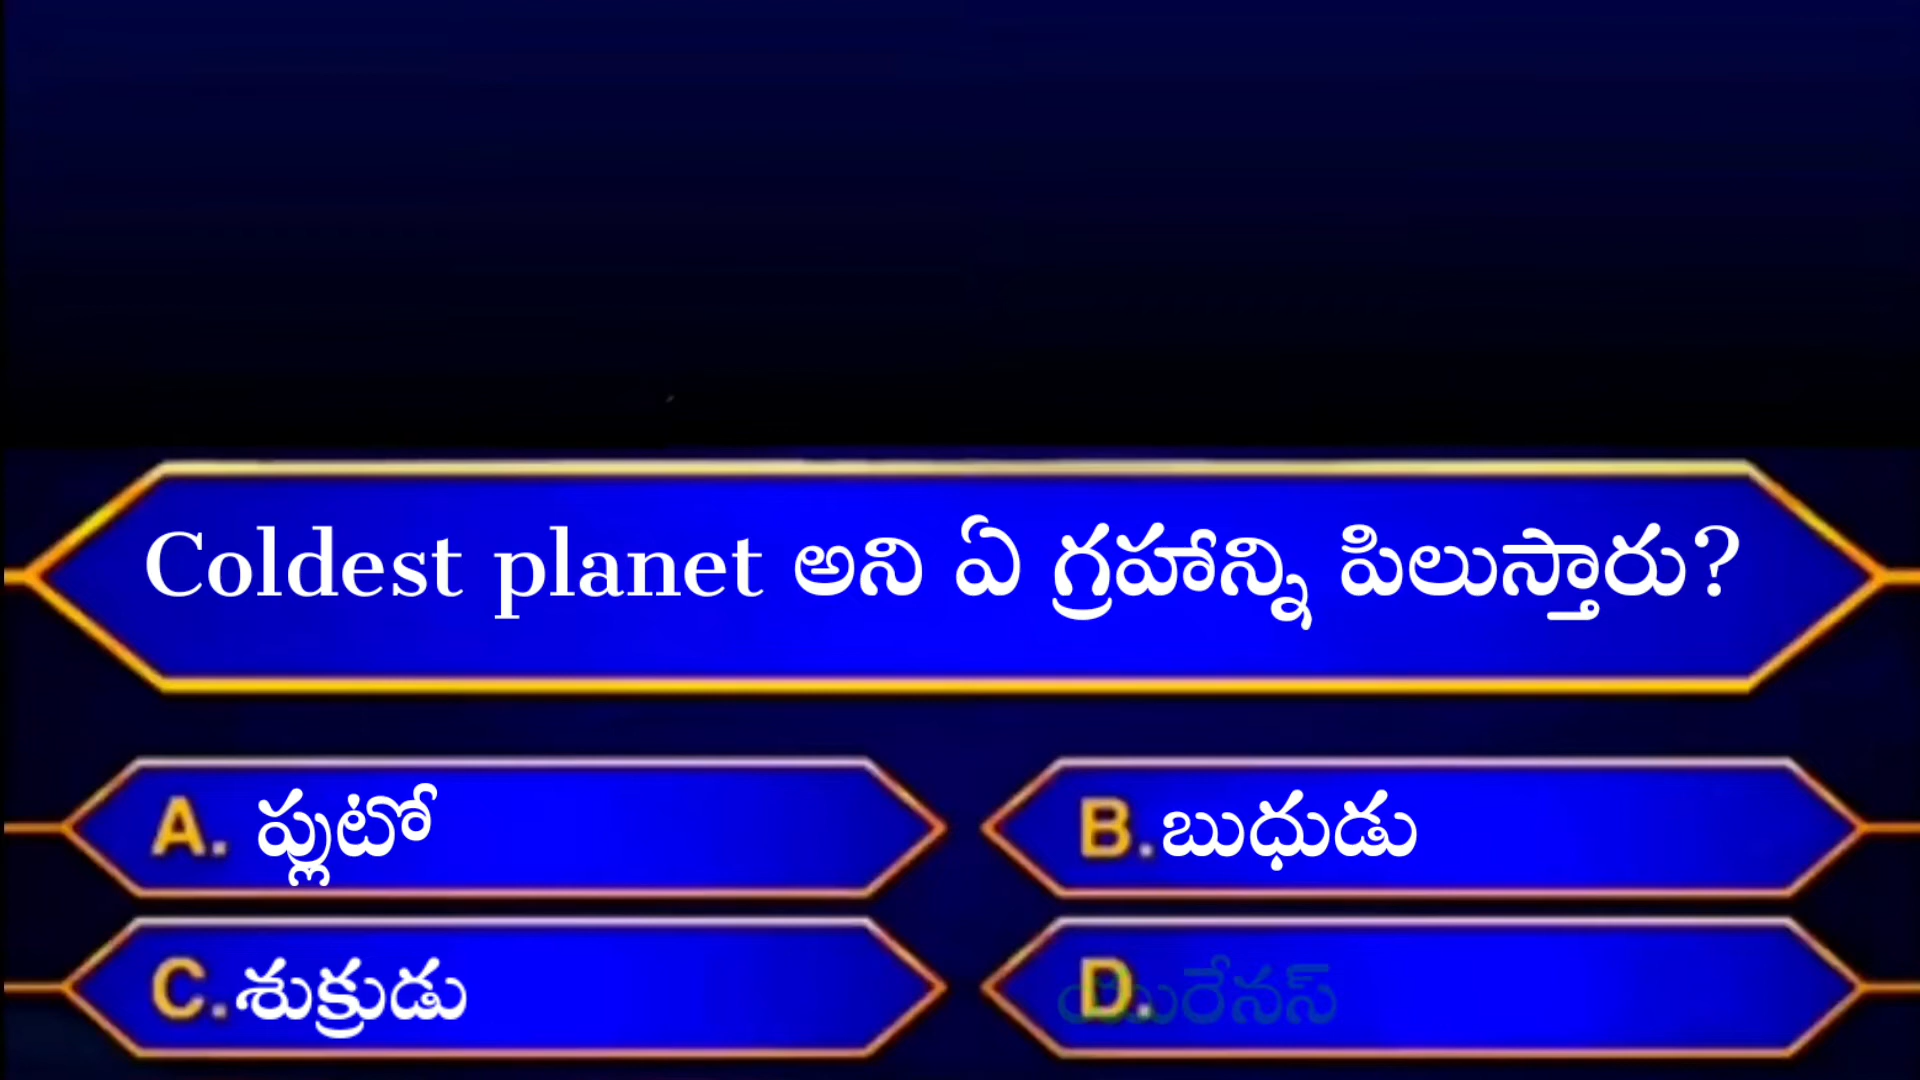 Coldest planet అని ఏ గ్రహాన్ని పిలుస్తారు?
A. ప్లుటో
B.బుధుడు
C.శుక్రుడు
D. యురేనస్